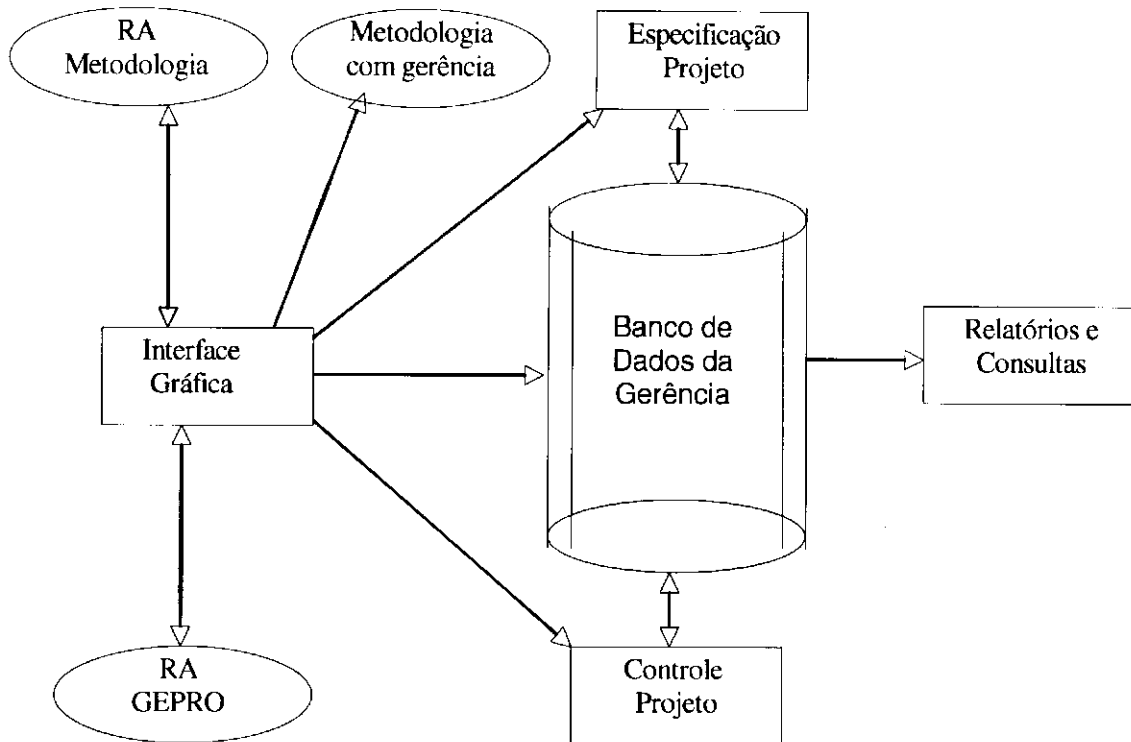 RA
Metodologia
Metodologia
com gerência
Especificação
Projeto
Interface
Gráfica
Banco de
Dados da
Gerência
Relatórios e
Consultas
RA
GEPRO
Controle
Projeto